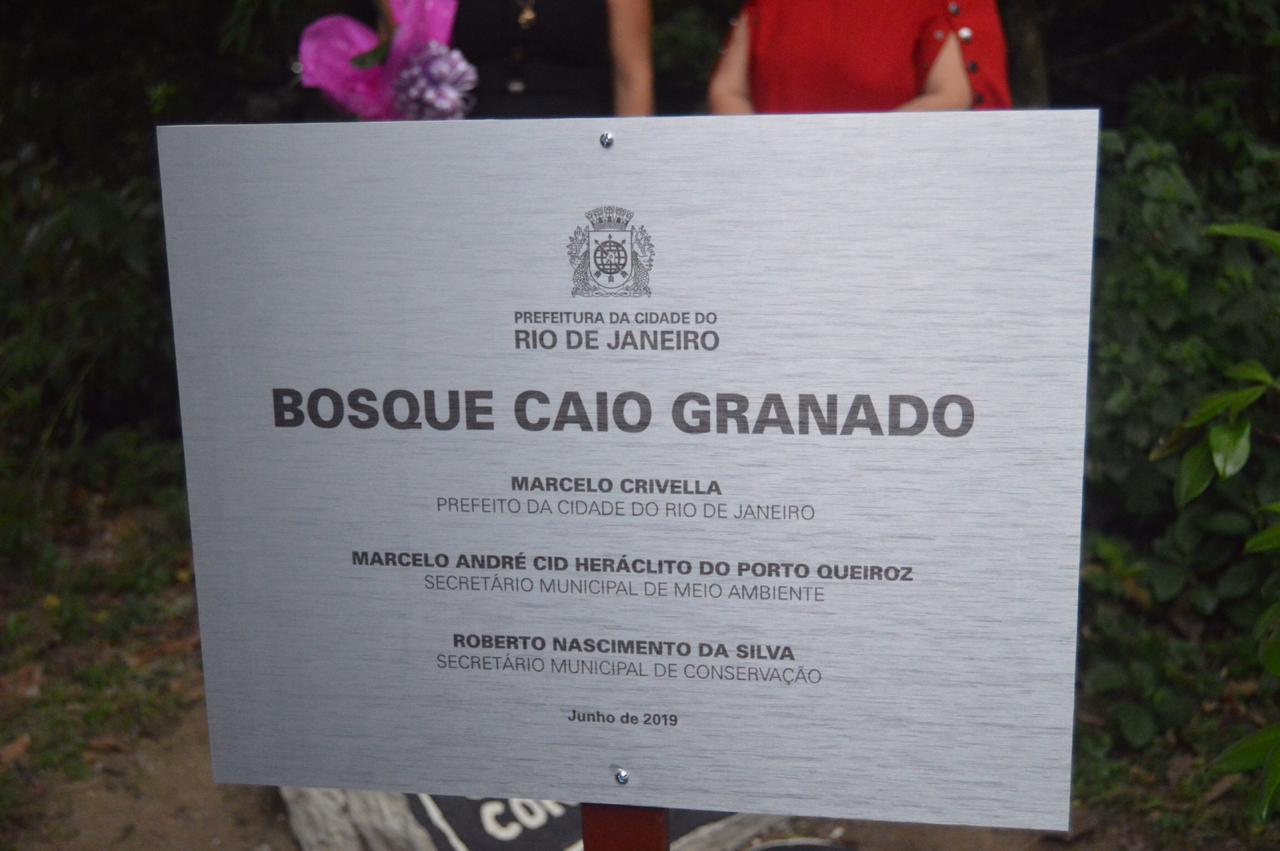 PREFEITURA DA CIDADE DO
RIO DE JANEIRO
BOSQUE CAIO GRANADO
MARCELO CRIVELLA
PREFEITO DA CIDADE DO RIO DE JANEIRO
MARCELO ANDRÉ CID HERÁCLITO DO PORTO QUEIROZ
SECRETÁRIO MUNICIPAL DE MEIO AMBIENTE
ROBERTO NASCIMENTO DA SILVA
SECRETÁRIO MUNICIPAL DE CONSERVAÇÃO
Junho de 2019